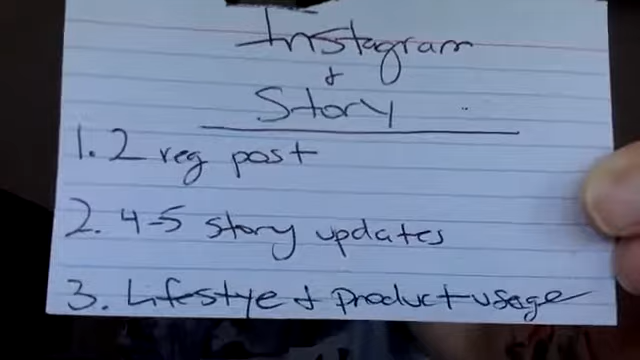 Instagram
&
Story
1. 2 reg post
2. 4-5 story updates
3. Lifestye & product usage